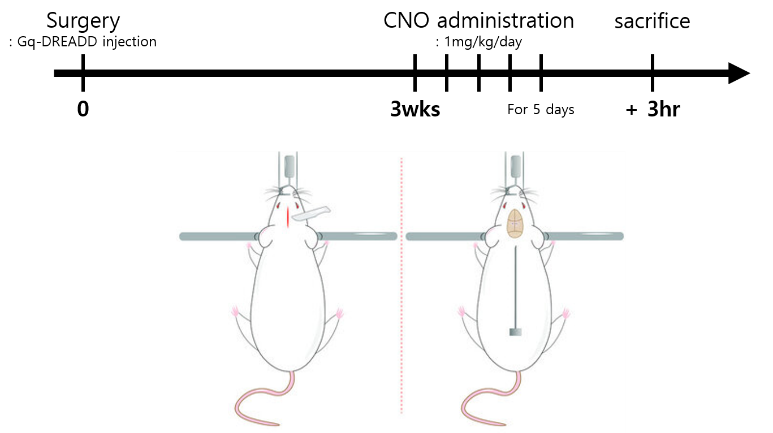 Surgery
: Gq-DREADD injection
CNO administration
: 1mg/kg/day
sacrifice
0
3wks
For 5 days
+ 3hr